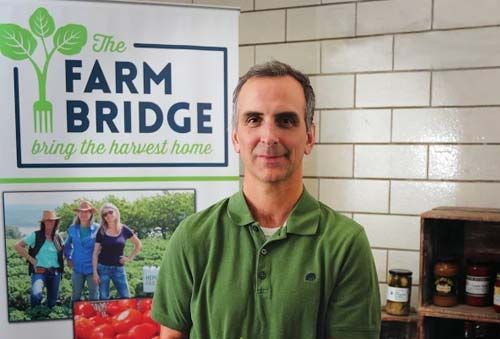 The
FARM
BRIDGE
bring the harvest home